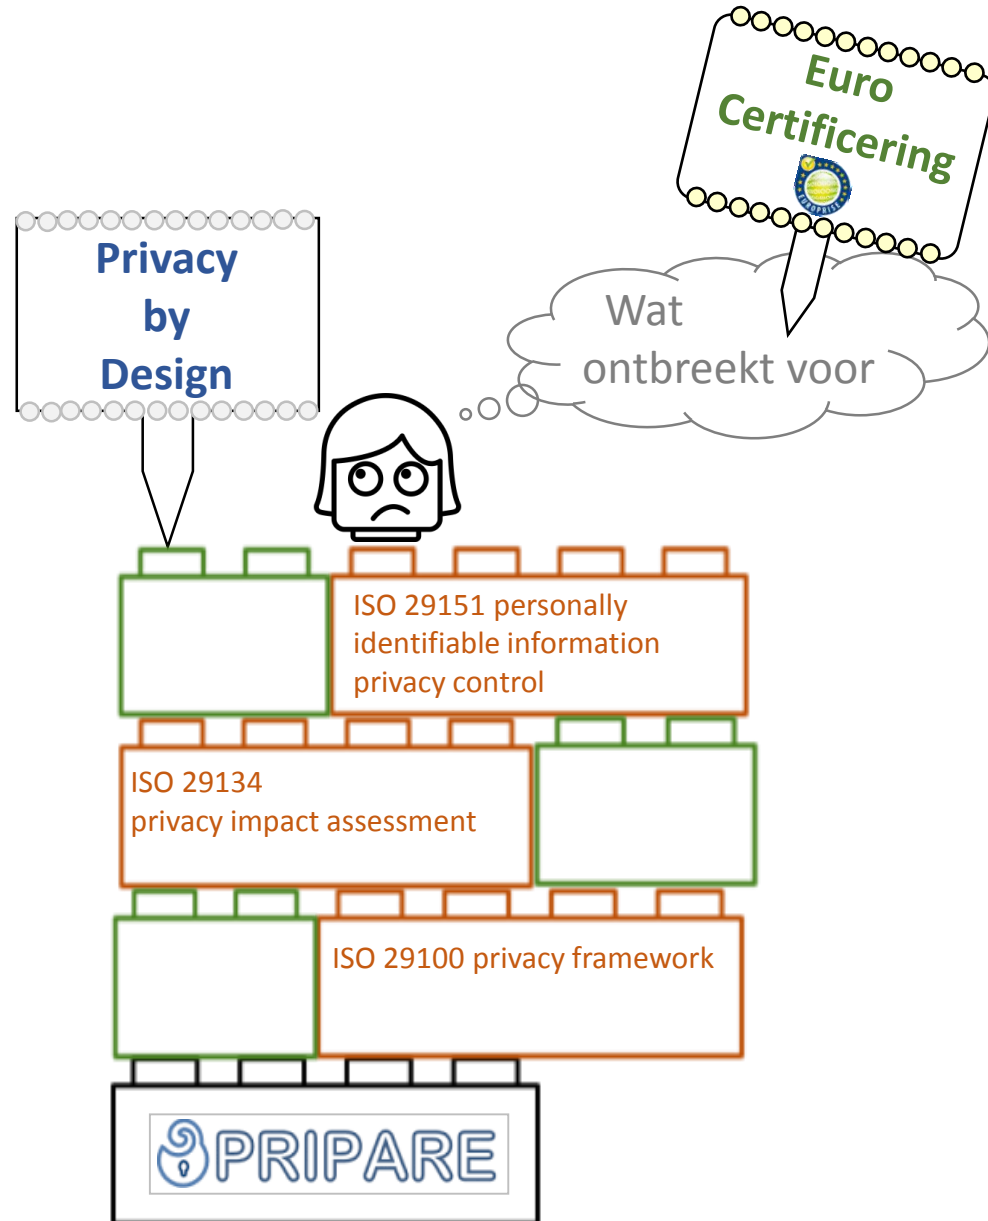 Euro
Certificering
EUROPRISE
Privacy
by
Design
Wat
ontbreekt voor
ISO 29151 personally
identifiable information
privacy control
ISO 29134
privacy impact assessment
ISO 29100 privacy framework
PRIPARE